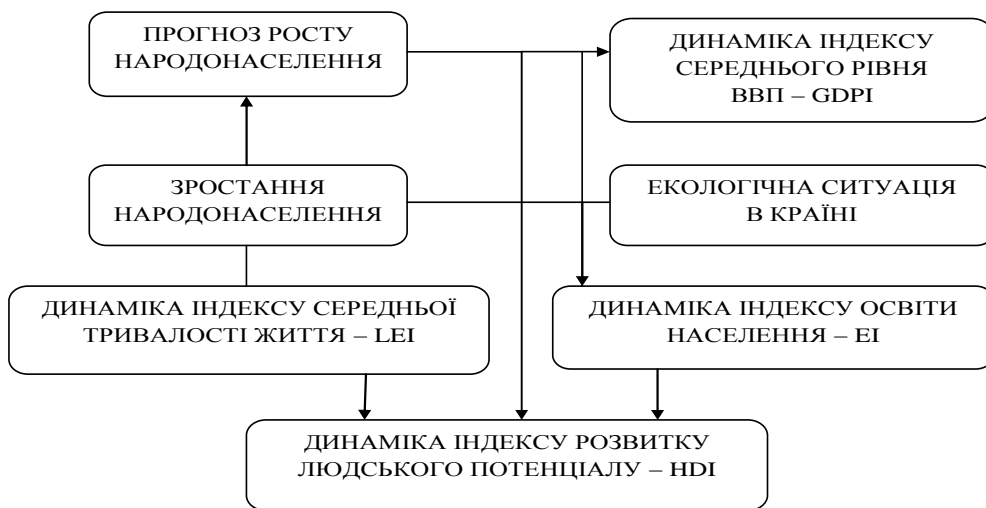 ПРОГНОЗ РОСТУ
НАРОДОНАСЕЛЕННЯ
ДИНАМІКА ІНДЕКСУ
СЕРЕДНЬОГО РІВНЯ
ВВП – GDPI
ЗРОСТАННЯ
НАРОДОНАСЕЛЕННЯ
ЕКОЛОГІЧНА СИТУАЦІЯ
В КРАЇНІ
ДИНАМІКА ІНДЕКСУ СЕРЕДНЬОЇ
ТРИВАЛОСТІ ЖИТТЯ – LEI
ДИНАМІКА ІНДЕКСУ ОСВІТИ
НАСЕЛЕННЯ – EI
ДИНАМІКА ІНДЕКСУ РОЗВИТКУ
ЛЮДСЬКОГО ПОТЕНЦІАЛУ – HDI